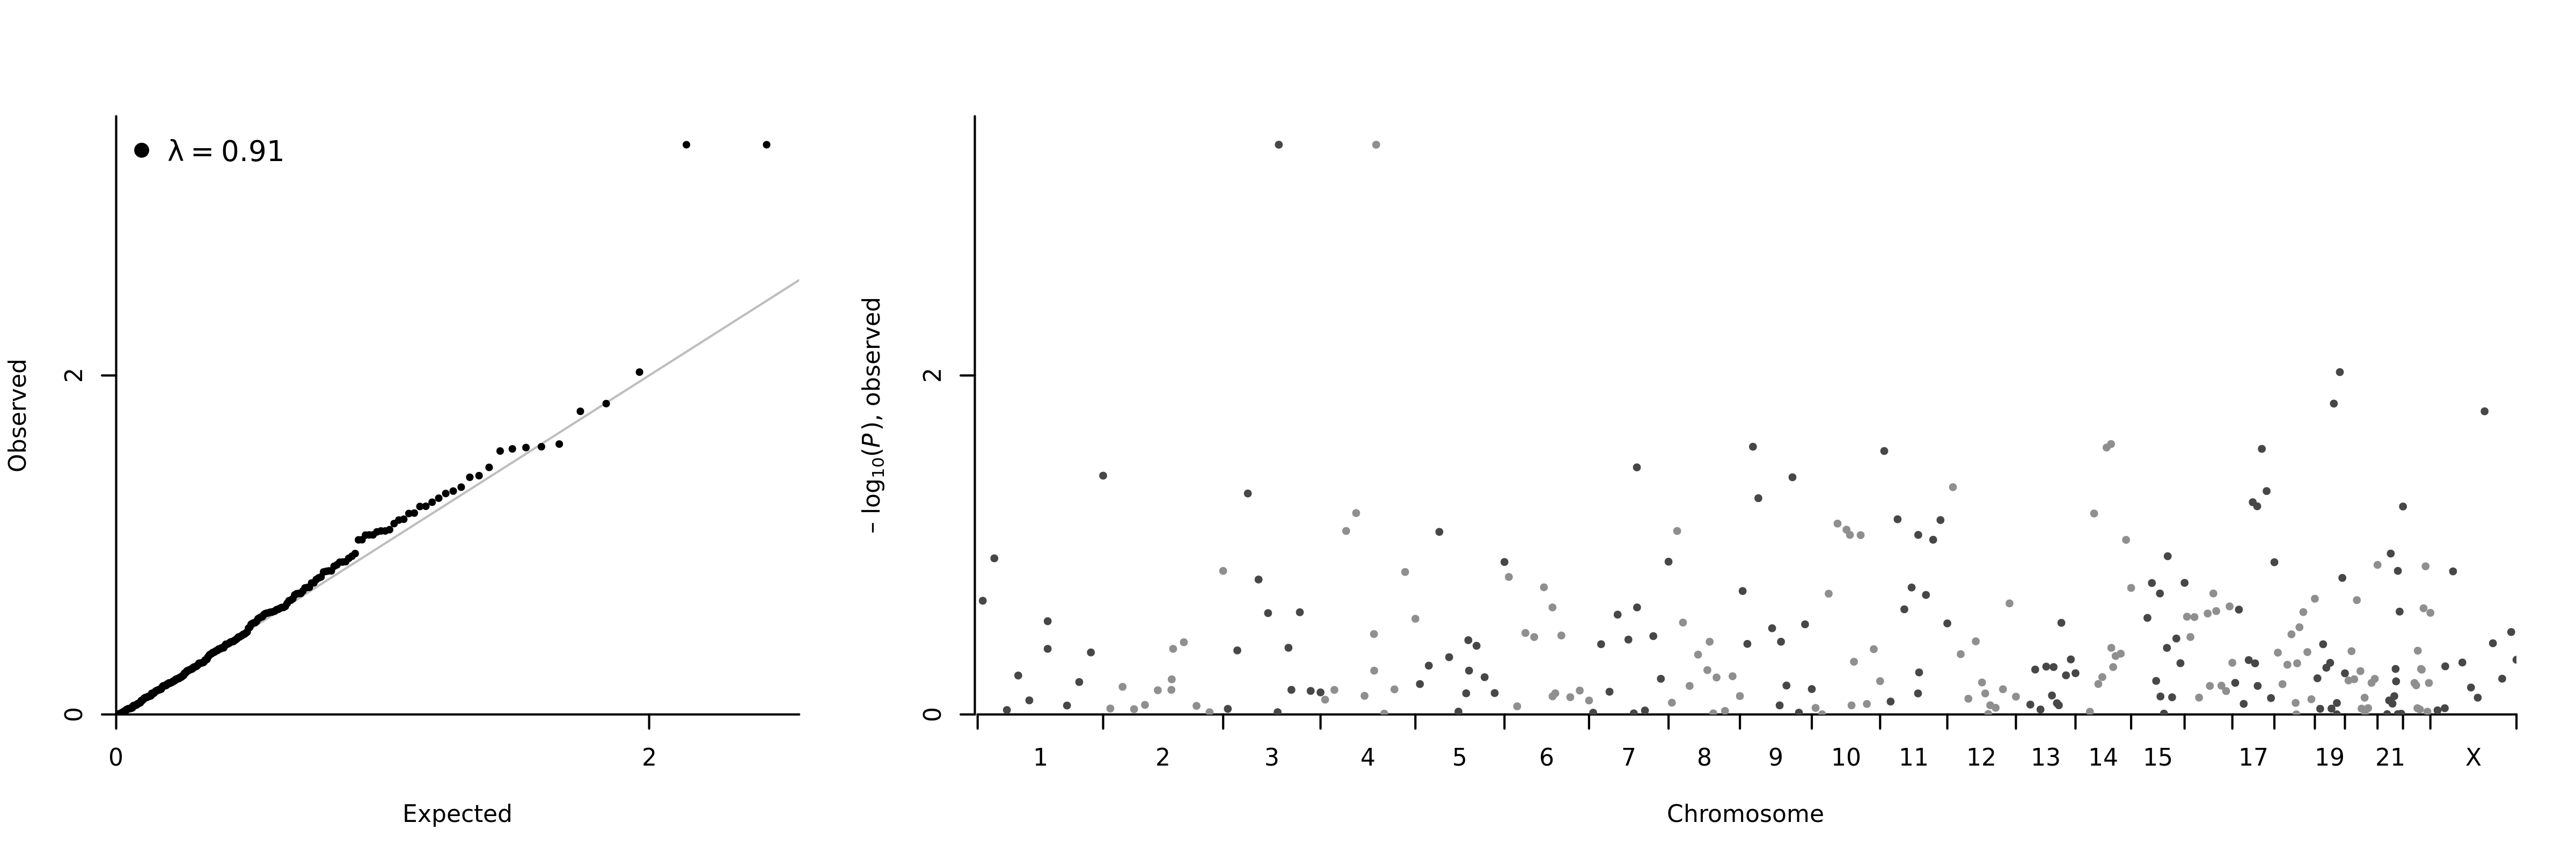 λ = 0.91
Observed
0
2
0
2
Expected
– log₁₀(P), observed
0
2
1 2 3 4 5 6 7 8 9 10 11 12 13 14 15 17 19 21 X
Chromosome